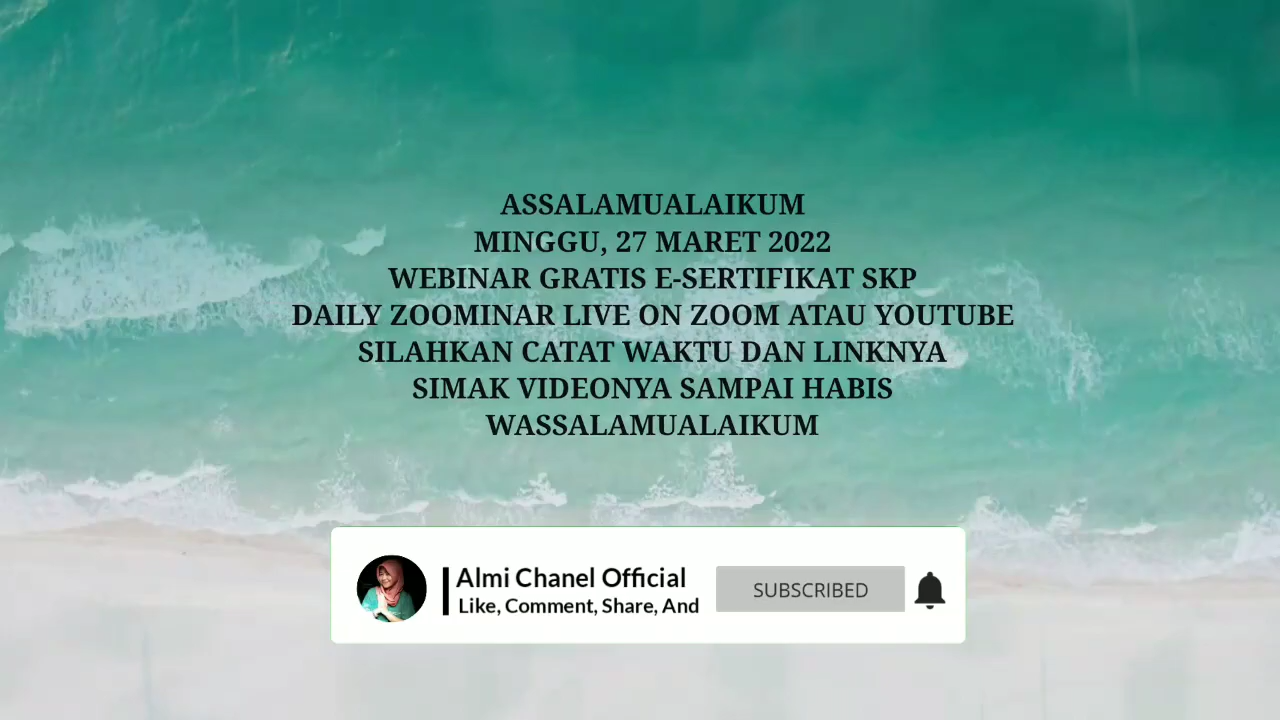 ASSALAMUALAIKUM
MINGGU, 27 MARET 2022
WEBINAR GRATIS E-SERTIFIKAT SKP
DAILY ZOOMINAR LIVE ON ZOOM ATAU YOUTUBE
SILAHKAN CATAT WAKTU DAN LINKNYA
SIMAK VIDEONYA SAMPAI HABIS
WASSALAMUALAIKUM
Almi Chanel Official
Like, Comment, Share, And
SUBSCRIBED